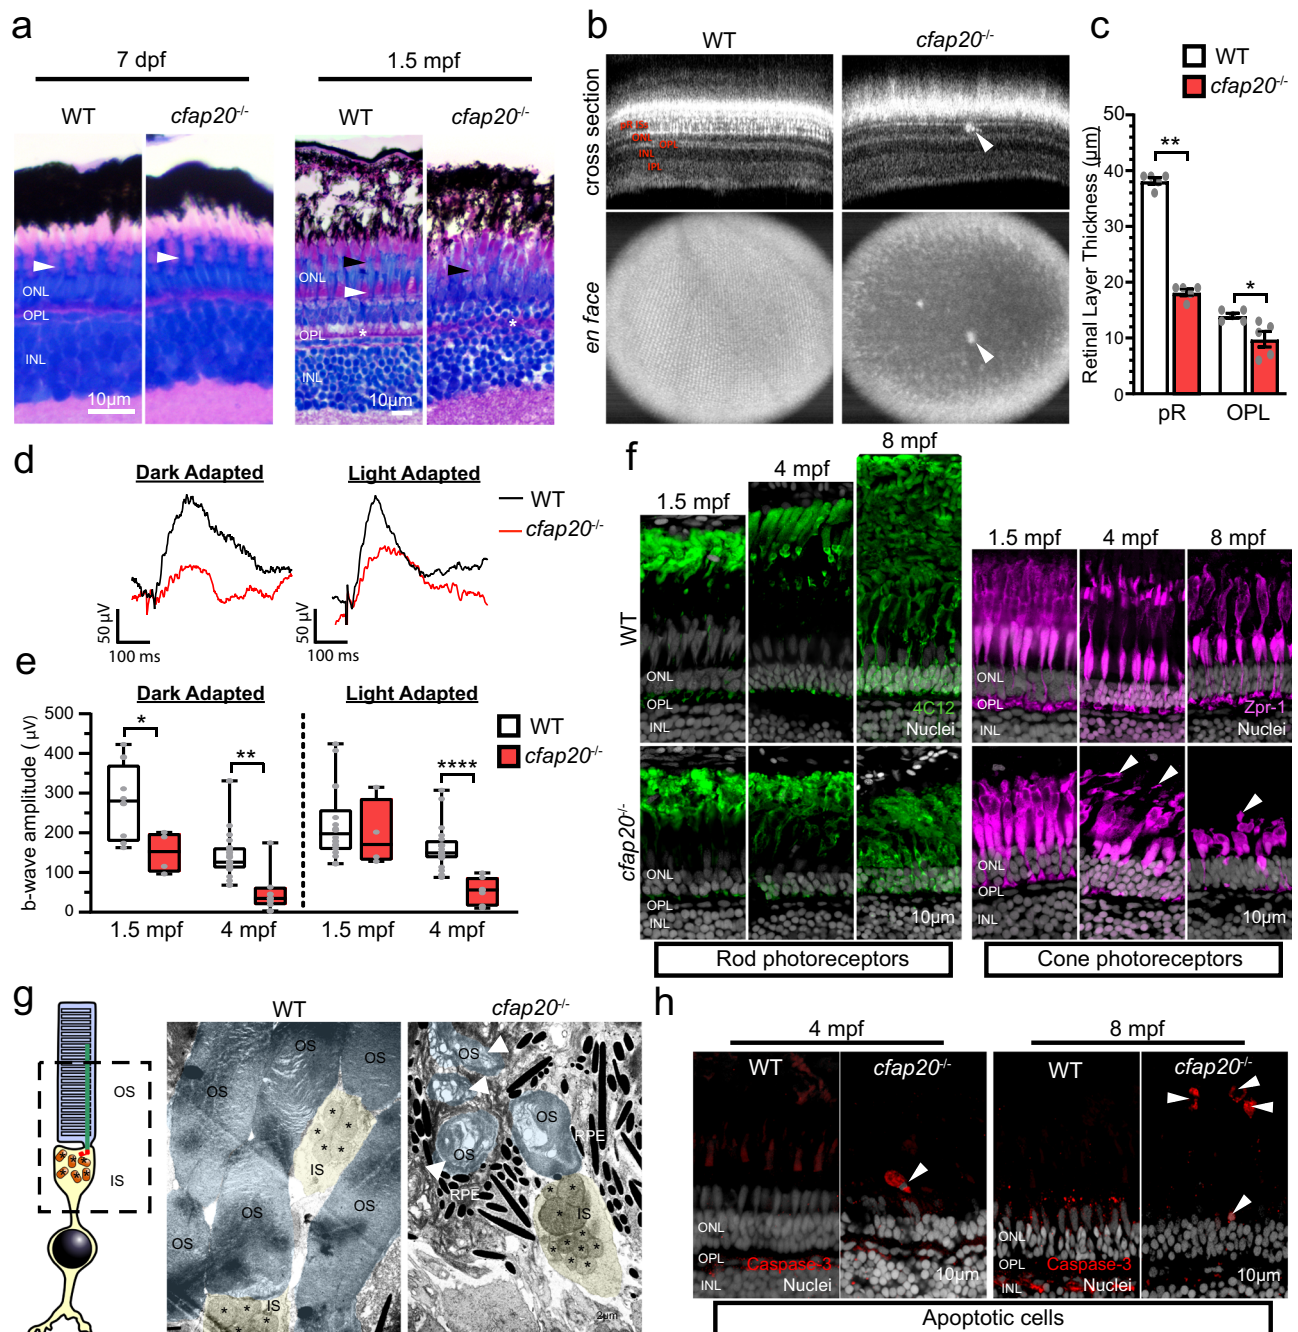 a
7 dpf
1.5 mpf
WT
cfap20-/-
WT
cfap20-/-
ONL
OPL
INL
10µm
ONL
OPL
*
*
INL
10µm
b
WT
cfap20-/-
cross section
ONL
OPL
INL
IPL
en face
c
WT
cfap20-/-
Retinal Layer Thickness (µm)
50
40
30
20
10
0
**
*
pR
OPL
d
Dark Adapted
Light Adapted
WT
cfap20-/-
50 µV
100 ms
50 µV
100 ms
e
Dark Adapted
Light Adapted
b-wave amplitude ( µV)
500
400
300
200
100
0
*
**
****
WT
cfap20-/-
1.5 mpf
4 mpf
1.5 mpf
4 mpf
f
1.5 mpf
4 mpf
8 mpf
1.5 mpf
4 mpf
8 mpf
WT
ONL
OPL
INL
4C12
Nuclei
ONL
OPL
INL
Zpr-1
Nuclei
cfap20-/-
ONL
OPL
INL
10µm
ONL
OPL
INL
10µm
Rod photoreceptors
Cone photoreceptors
g
WT
cfap20-/-
OS
IS
OS
OS
OS
IS
OS
OS
OS
IS
OS
OS
OS
RPE
RPE
IS
2µm
h
4 mpf
8 mpf
WT
cfap20-/-
WT
cfap20-/-
ONL
OPL
INL
Caspase-3
Nuclei
10µm
ONL
OPL
INL
Caspase-3
Nuclei
10µm
Apoptotic cells